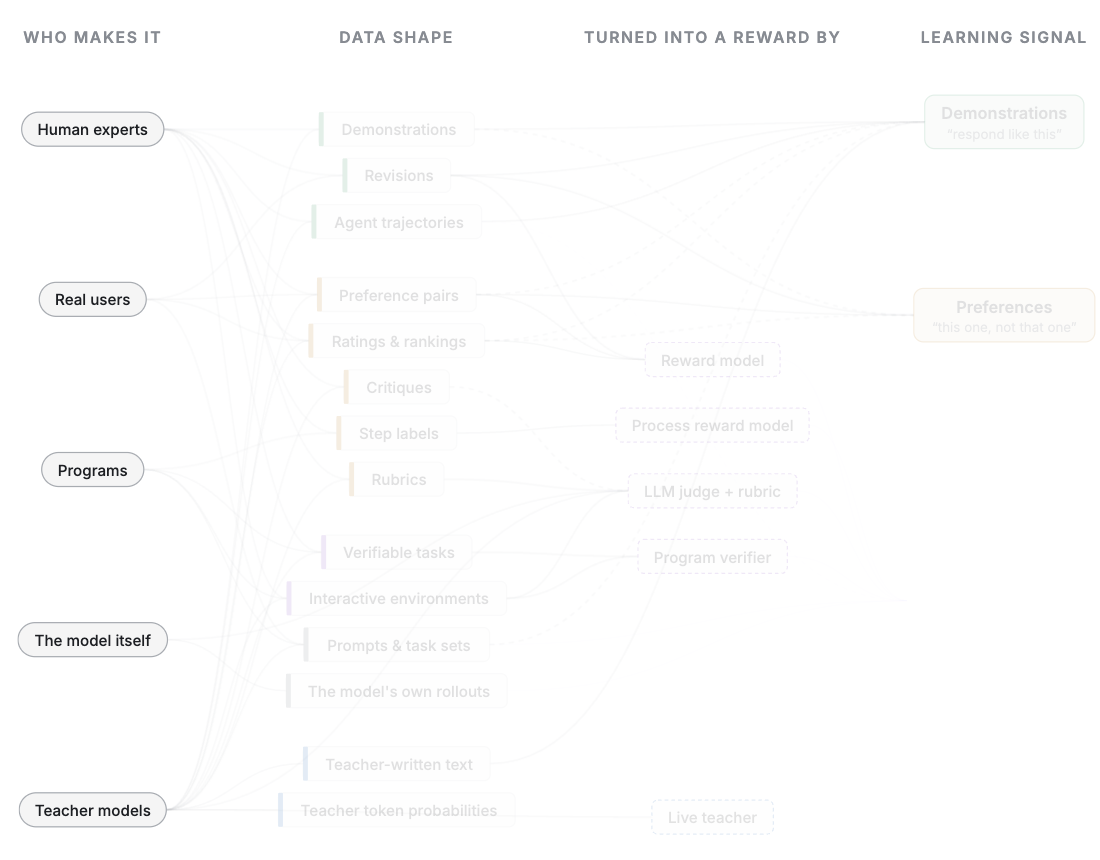 WHO MAKES IT
DATA SHAPE
TURNED INTO A REWARD BY
LEARNING SIGNAL
Human experts
Real users
Programs
The model itself
Teacher models
Demonstrations
Revisions
Agent trajectories
Preference pairs
Ratings & rankings
Critiques
Step labels
Rubrics
Verifiable tasks
Interactive environments
Prompts & task sets
The model's own rollouts
Teacher-written text
Teacher token probabilities
Reward model
Process reward model
LLM judge + rubric
Program verifier
Live teacher
Demonstrations
"respond like this"
Preferences
"this one, not that one"